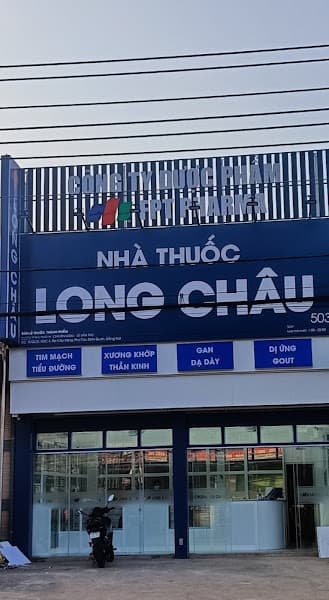 CÔNG TY DƯỢC PHẨM
FPT PHARMA
LONG CHÂU
NHÀ THUỐC
LONG CHÂU
503
TIM MẠCH
TIỂU ĐƯỜNG
XƯƠNG KHỚP
THẦN KINH
GAN
DẠ DÀY
DỊ ỨNG
GOUT